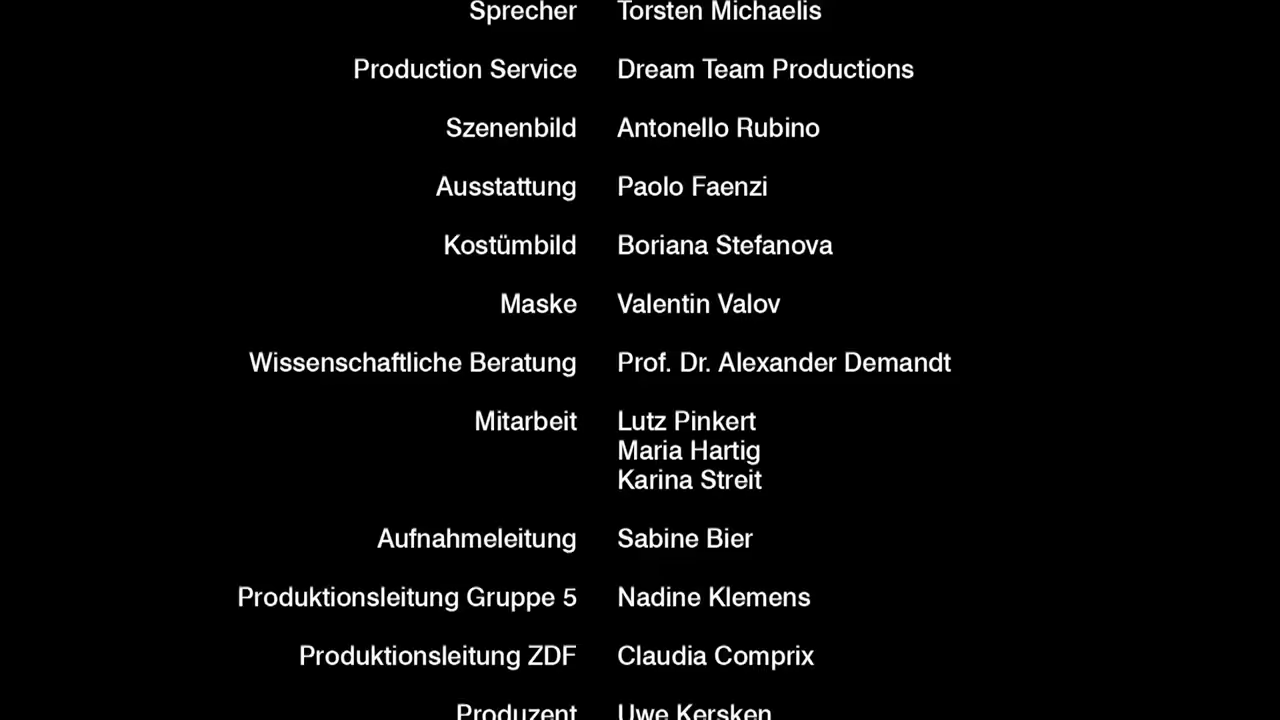 Sprecher Torsten Michaelis
Production Service Dream Team Productions
Szenenbild Antonello Rubino
Ausstattung Paolo Faenzi
Kostümbild Boriana Stefanova
Maske Valentin Valov
Wissenschaftliche Beratung Prof. Dr. Alexander Demandt
Mitarbeit Lutz Pinkert
Maria Hartig
Karina Streit
Aufnahmeleitung Sabine Bier
Produktionsleitung Gruppe 5 Nadine Klemens
Produktionsleitung ZDF Claudia Comprix
Produzent Uwe Kersken